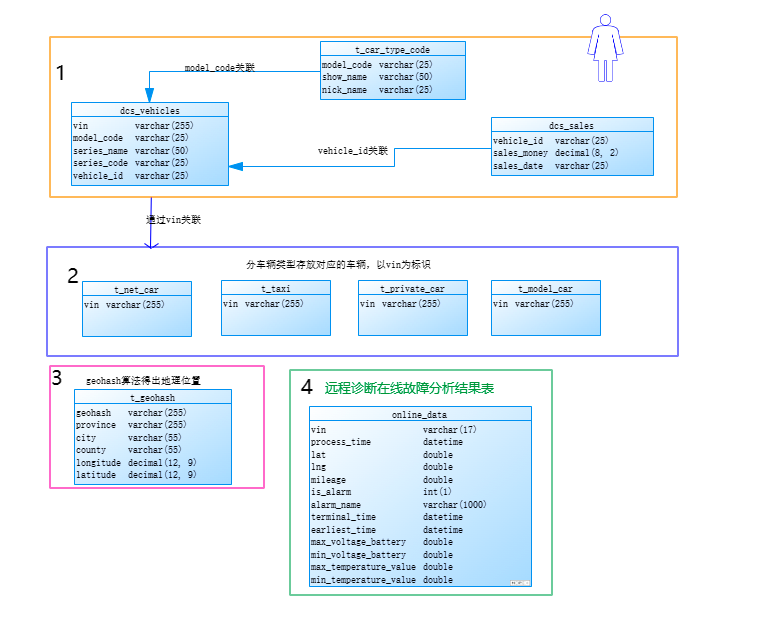 1
t_car_type_code
model_code varchar(25)
show_name varchar(50)
nick_name varchar(25)
model_code关联
dcs_vehicles
vin varchar(255)
model_code varchar(25)
series_name varchar(50)
series_code varchar(25)
vehicle_id varchar(25)
vehicle_id关联
dcs_sales
vehicle_id varchar(25)
sales_money decimal(8, 2)
sales_date varchar(25)
通过vin关联
2
分车辆类型存放对应的车辆，以vin为标识
t_net_car
vin varchar(255)
t_taxi
vin varchar(255)
t_private_car
vin varchar(255)
t_model_car
vin varchar(255)
3
geohash算法得出地理位置
t_geohash
geohash varchar(255)
province varchar(255)
city varchar(55)
county varchar(55)
longitude decimal(12, 9)
latitude decimal(12, 9)
4 远程诊断在线故障分析结果表
online_data
vin varchar(17)
process_time datetime
lat double
lng double
mileage double
is_alarm int(1)
alarm_name varchar(1000)
terminal_time datetime
earliest_time datetime
max_voltage_battery double
min_voltage_battery double
max_temperature_value double
min_temperature_value double